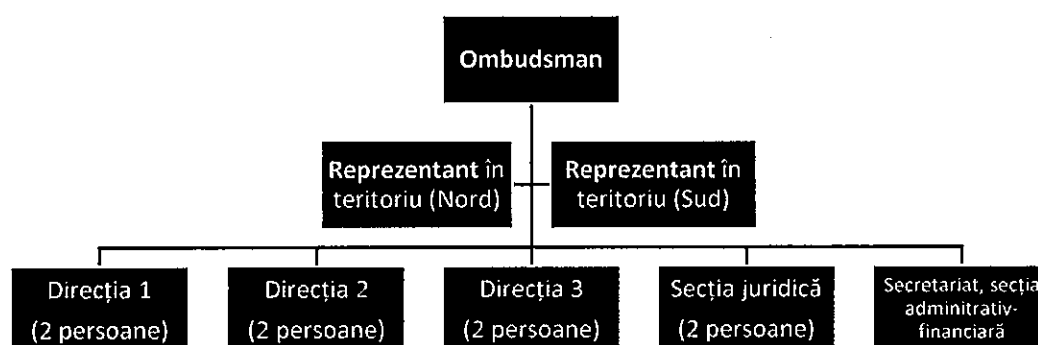 Ombudsman
Reprezentant în
teritoriu (Nord)
Reprezentant în
teritoriu (Sud)
Direcția 1
(2 persoane)
Direcția 2
(2 persoane)
Direcția 3
(2 persoane)
Secția juridică
(2 persoane)
Secretariat, secția
adminitrativ-
financiară